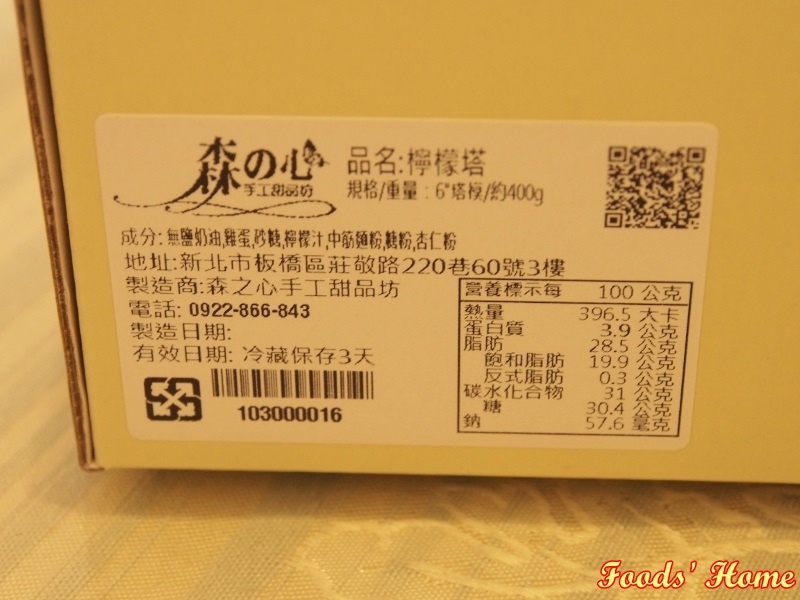 森の心
手工甜品坊
品名:檸檬塔
規格/重量：6"塔模/約400g
成分:無鹽奶油,雞蛋,砂糖,檸檬汁,中筋麵粉,糖粉,杏仁粉
地址:新北市板橋區莊敬路220巷60號3樓
製造商:森之心手工甜品坊
電話: 0922-866-843
製造日期:
有效日期: 冷藏保存3天
103000016
營養標示每 100 公克
熱量 396.5 大卡
蛋白質 3.9 公克
脂肪 28.5 公克
飽和脂肪 19.9 公克
反式脂肪 0.3 公克
碳水化合物 31 公克
糖 30.4 公克
鈉 57.6 毫克
Foods' Home